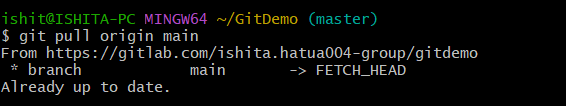 ishit@ISHITA-PC MINGW64 ~/GitDemo (master)
$ git pull origin main
From https://gitlab.com/ishita.hatua004-group/gitdemo
 * branch            main       -> FETCH_HEAD
Already up to date.